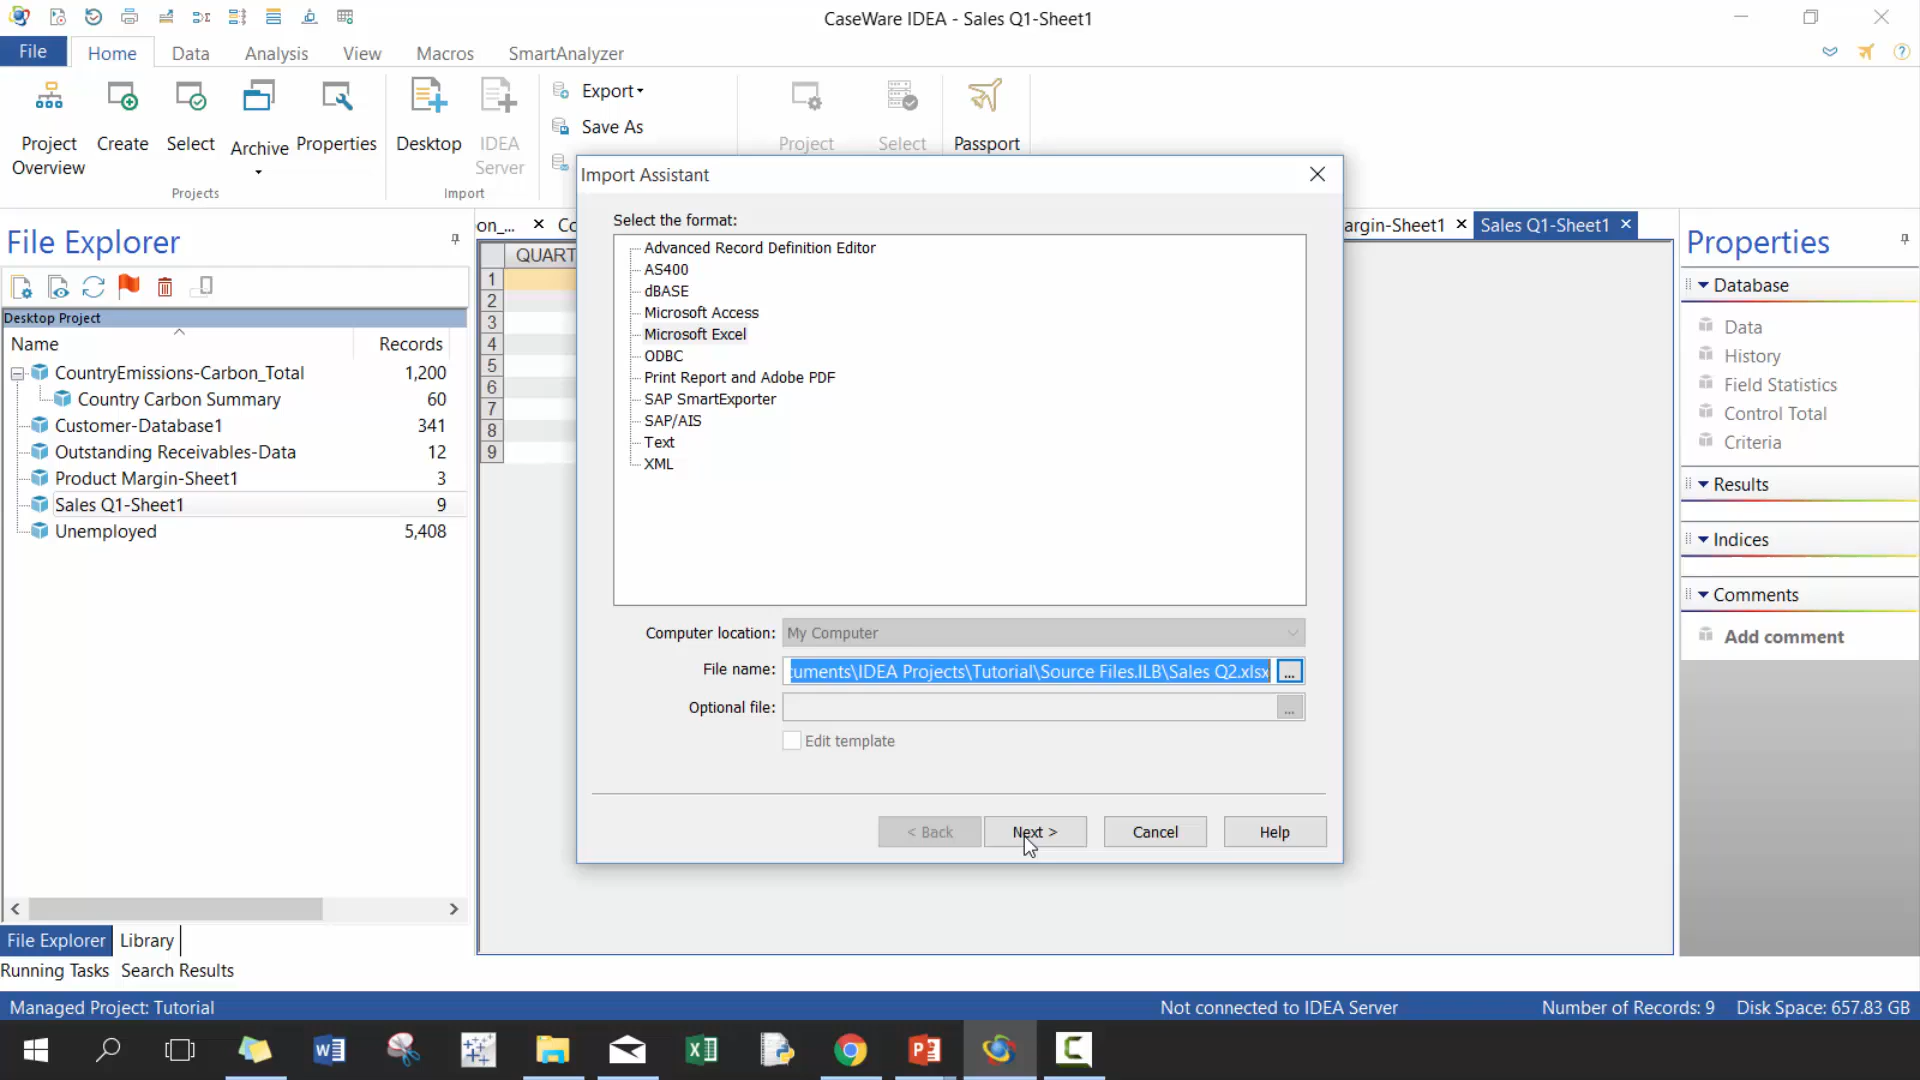 CaseWare IDEA - Sales Q1-Sheet1
File Home Data Analysis View Macros SmartAnalyzer
Project Overview
Create
Select
Archive
Properties
Projects
Desktop
IDEA Server
Import
Export
Save As
Project
Select
Passport
File Explorer
Desktop Project
Name Records
CountryEmissions-Carbon_Total 1,200
Country Carbon Summary 60
Customer-Database1 341
Outstanding Receivables-Data 12
Product Margin-Sheet1 3
Sales Q1-Sheet1 9
Unemployed 5,408
File Explorer Library
Running Tasks Search Results
on_...
Co
argin-Sheet1
Sales Q1-Sheet1
QUART
1
2
3
4
5
6
7
8
9
Import Assistant
Select the format:
Advanced Record Definition Editor
AS400
dBASE
Microsoft Access
Microsoft Excel
ODBC
Print Report and Adobe PDF
SAP SmartExporter
SAP/AIS
Text
XML
Computer location: My Computer
File name: cuments\IDEA Projects\Tutorial\Source Files.ILB\Sales Q2.xlsx ...
Optional file: ...
Edit template
< Back Next > Cancel Help
Properties
Database
Data
History
Field Statistics
Control Total
Criteria
Results
Indices
Comments
Add comment
Managed Project: Tutorial Not connected to IDEA Server Number of Records: 9 Disk Space: 657.83 GB